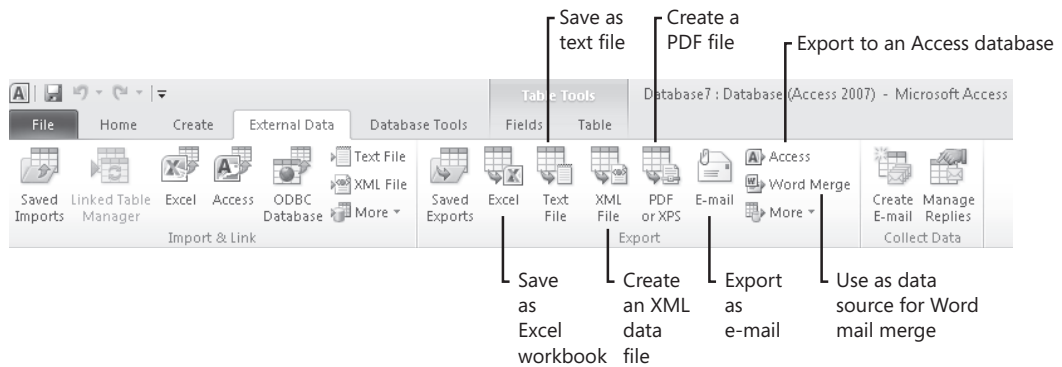 Save as
text file
Create a
PDF file
Export to an Access database
Table Tools
Database7 : Database (Access 2007) - Microsoft Access
File
Home
Create
External Data
Database Tools
Fields
Table
Saved
Imports
Linked Table
Manager
Excel
Access
ODBC
Database
Text File
XML File
More
Import & Link
Saved
Exports
Excel
Text
File
XML
File
PDF
or XPS
E-mail
Access
Word Merge
More
Export
Create
E-mail
Manage
Replies
Collect Data
Save
as
Excel
workbook
Create
an XML
data
file
Export
as
e-mail
Use as data
source for Word
mail merge